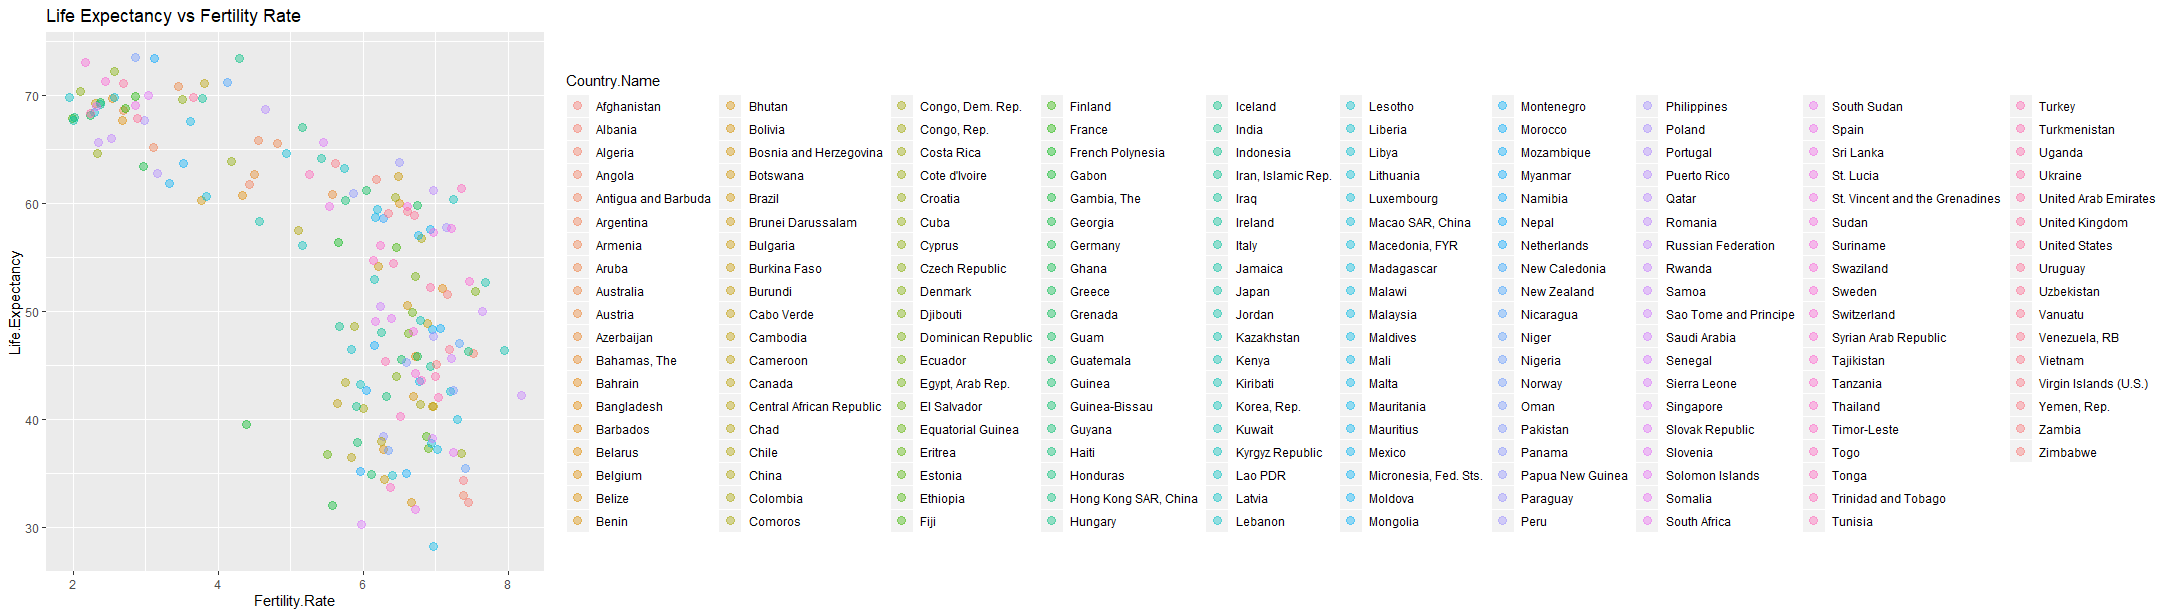 Life Expectancy vs Fertility Rate
Life.Expectancy
70
60
50
40
30
2 4 6 8
Fertility.Rate
Country.Name
Afghanistan Bhutan Congo, Dem. Rep. Finland Iceland Lesotho Montenegro Philippines South Sudan Turkey
Albania Bolivia Congo, Rep. France India Liberia Morocco Poland Spain Turkmenistan
Algeria Bosnia and Herzegovina Costa Rica French Polynesia Indonesia Libya Mozambique Portugal Sri Lanka Uganda
Angola Botswana Cote d'Ivoire Gabon Iran, Islamic Rep. Lithuania Myanmar Puerto Rico St. Lucia Ukraine
Antigua and Barbuda Brazil Croatia Gambia, The Iraq Luxembourg Namibia Qatar St. Vincent and the Grenadines United Arab Emirates
Argentina Brunei Darussalam Cuba Georgia Ireland Macao SAR, China Nepal Romania Sudan United Kingdom
Armenia Bulgaria Cyprus Germany Italy Macedonia, FYR Netherlands Russian Federation Suriname United States
Aruba Burkina Faso Czech Republic Ghana Jamaica Madagascar New Caledonia Rwanda Swaziland Uruguay
Australia Burundi Denmark Greece Japan Malawi New Zealand Samoa Sweden Uzbekistan
Austria Cabo Verde Djibouti Grenada Jordan Malaysia Nicaragua Sao Tome and Principe Switzerland Vanuatu
Azerbaijan Cambodia Dominican Republic Guam Kazakhstan Maldives Niger Saudi Arabia Syrian Arab Republic Venezuela, RB
Bahamas, The Cameroon Ecuador Guatemala Kenya Mali Nigeria Senegal Tajikistan Vietnam
Bahrain Canada Egypt, Arab Rep. Guinea Kiribati Malta Norway Sierra Leone Tanzania Virgin Islands (U.S.)
Bangladesh Central African Republic El Salvador Guinea-Bissau Korea, Rep. Mauritania Oman Singapore Thailand Yemen, Rep.
Barbados Chad Equatorial Guinea Guyana Kuwait Mauritius Pakistan Slovak Republic Timor-Leste Zambia
Belarus Chile Eritrea Haiti Kyrgyz Republic Mexico Panama Slovenia Togo Zimbabwe
Belgium China Estonia Honduras Lao PDR Micronesia, Fed. Sts. Papua New Guinea Solomon Islands Tonga
Belize Colombia Ethiopia Hong Kong SAR, China Latvia Moldova Paraguay Somalia Trinidad and Tobago
Benin Comoros Fiji Hungary Lebanon Mongolia Peru South Africa Tunisia